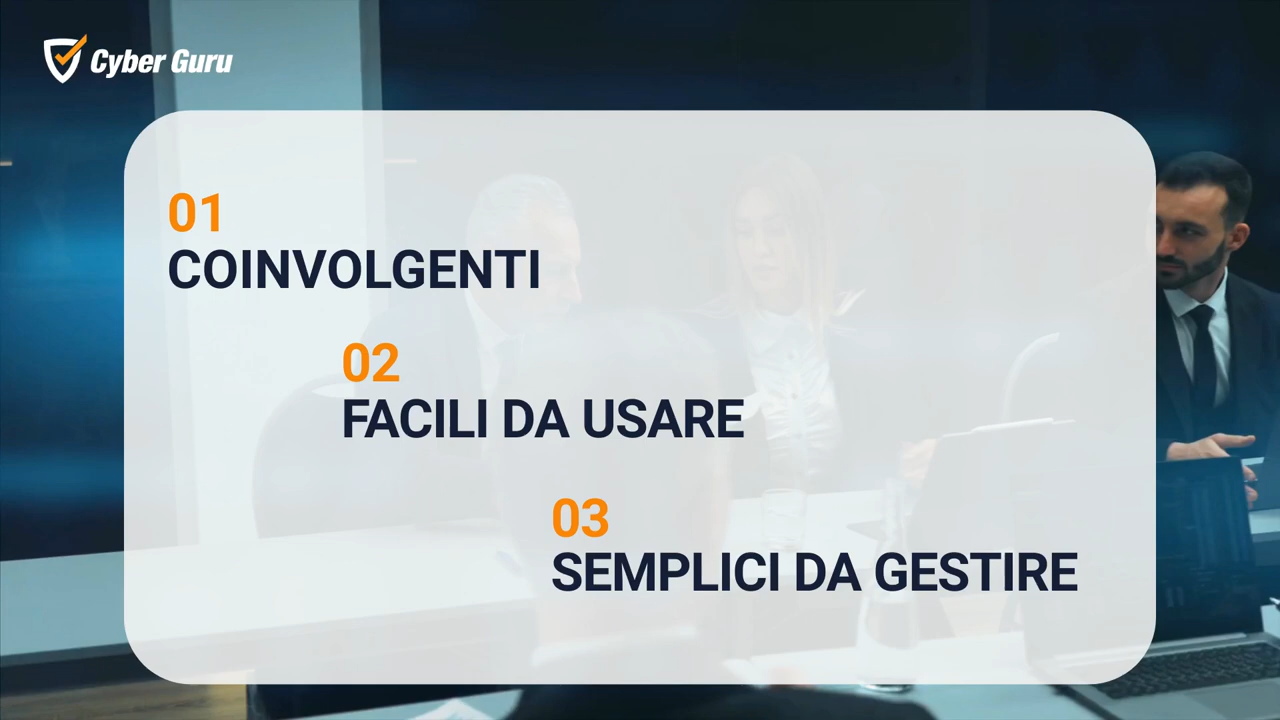 Cyber Guru
01
COINVOLGENTI
02
FACILI DA USARE
03
SEMPLICI DA GESTIRE